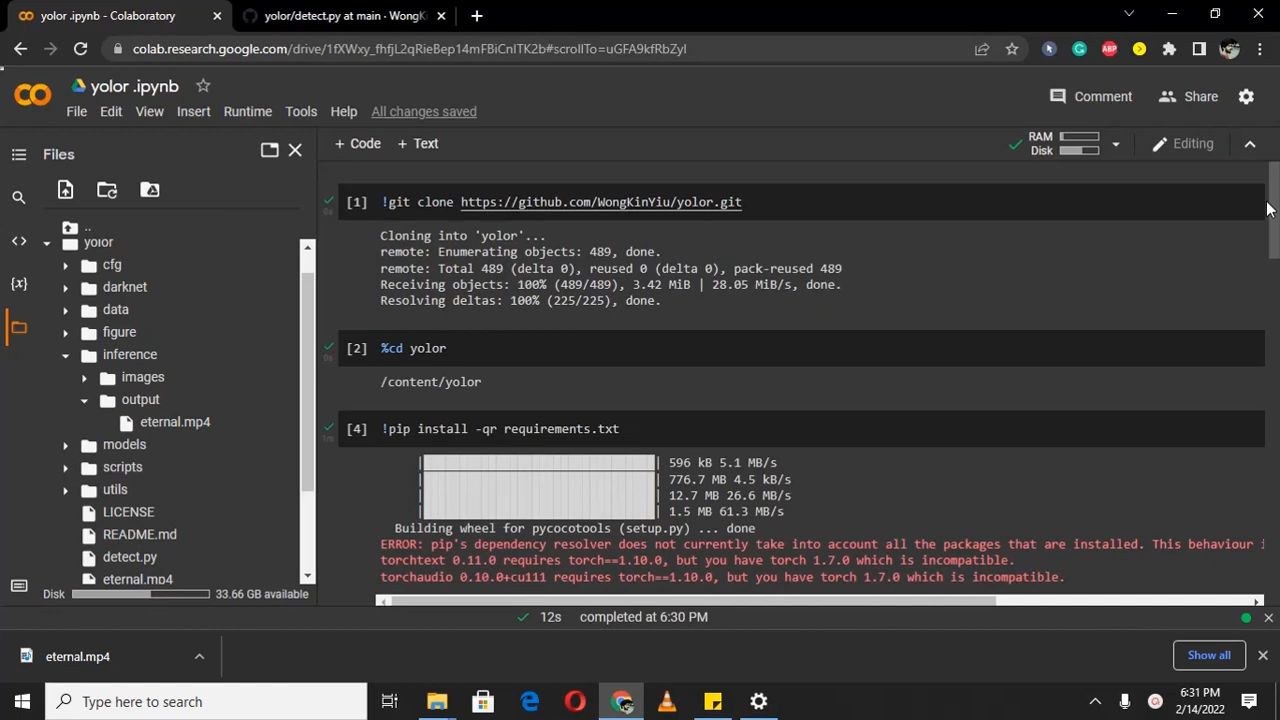 yolor .ipynb - Colaboratory
yolor/detect.py at main · WongKin
colab.research.google.com/drive/1fXWxy_fhfjL2qRieBep14mFBiCnITK2b#scrollTo=uGFA9kfRbZyl
yolor .ipynb
File Edit View Insert Runtime Tools Help All changes saved
Comment Share
Files
+ Code + Text
RAM
Disk
Editing
..
yolor
cfg
darknet
data
figure
inference
images
output
eternal.mp4
models
scripts
utils
LICENSE
README.md
detect.py
eternal.mp4
Disk 33.66 GB available
0s [1] !git clone https://github.com/WongKinYiu/yolor.git
Cloning into 'yolor'...
remote: Enumerating objects: 489, done.
remote: Total 489 (delta 0), reused 0 (delta 0), pack-reused 489
Receiving objects: 100% (489/489), 3.42 MiB | 28.05 MiB/s, done.
Resolving deltas: 100% (225/225), done.
0s [2] %cd yolor
/content/yolor
1m [4] !pip install -qr requirements.txt
| | 596 kB 5.1 MB/s
| | 776.7 MB 4.5 kB/s
| | 12.7 MB 26.6 MB/s
| | 1.5 MB 61.3 MB/s
Building wheel for pycocotools (setup.py) ... done
ERROR: pip's dependency resolver does not currently take into account all the packages that are installed. This behaviour i
torchtext 0.11.0 requires torch==1.10.0, but you have torch 1.7.0 which is incompatible.
torchaudio 0.10.0+cu111 requires torch==1.10.0, but you have torch 1.7.0 which is incompatible.
12s completed at 6:30 PM
eternal.mp4
Show all
Type here to search
6:31 PM
2/14/2022